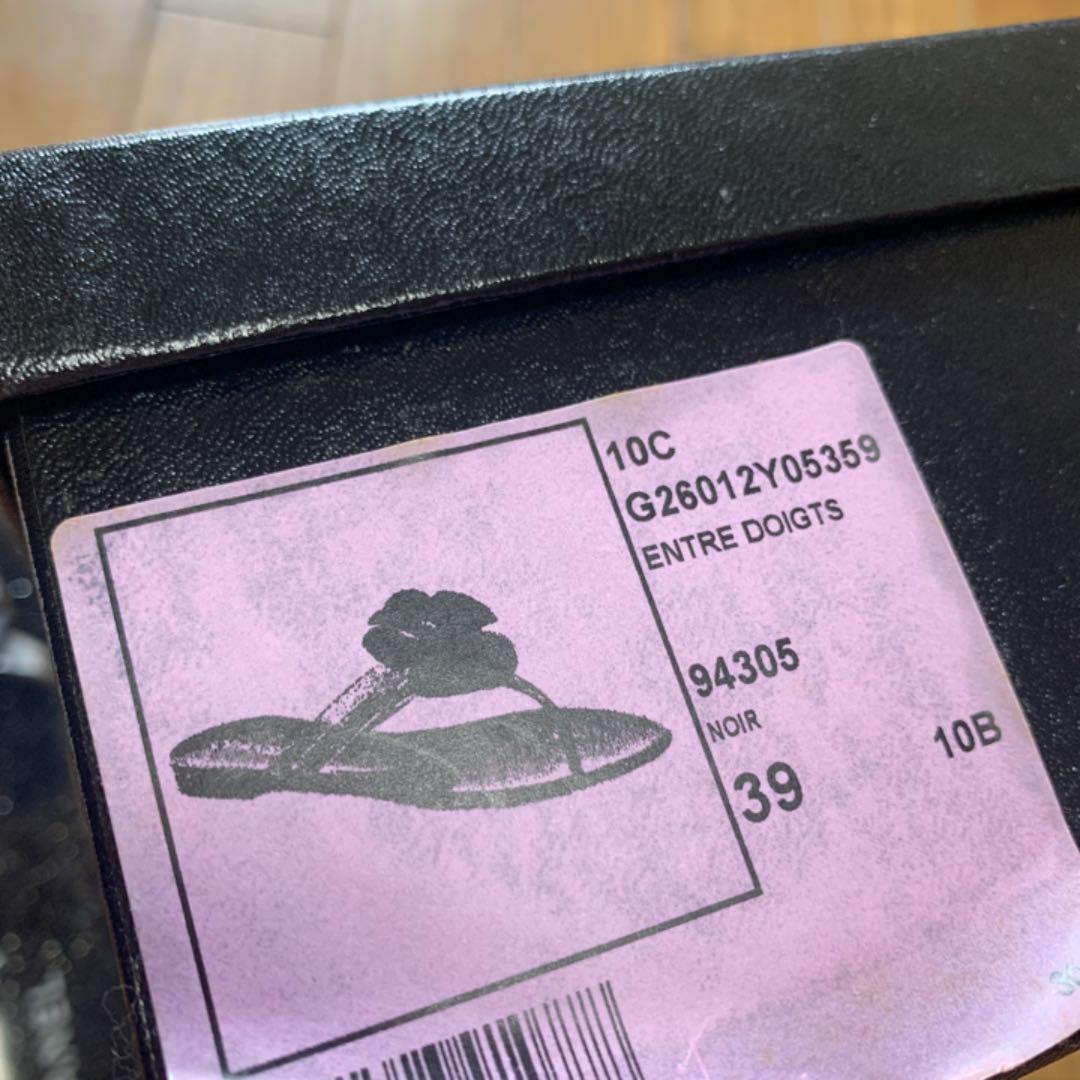 10C
G26012Y05359
ENTRE DOIGTS
94305
NOIR
10B
39